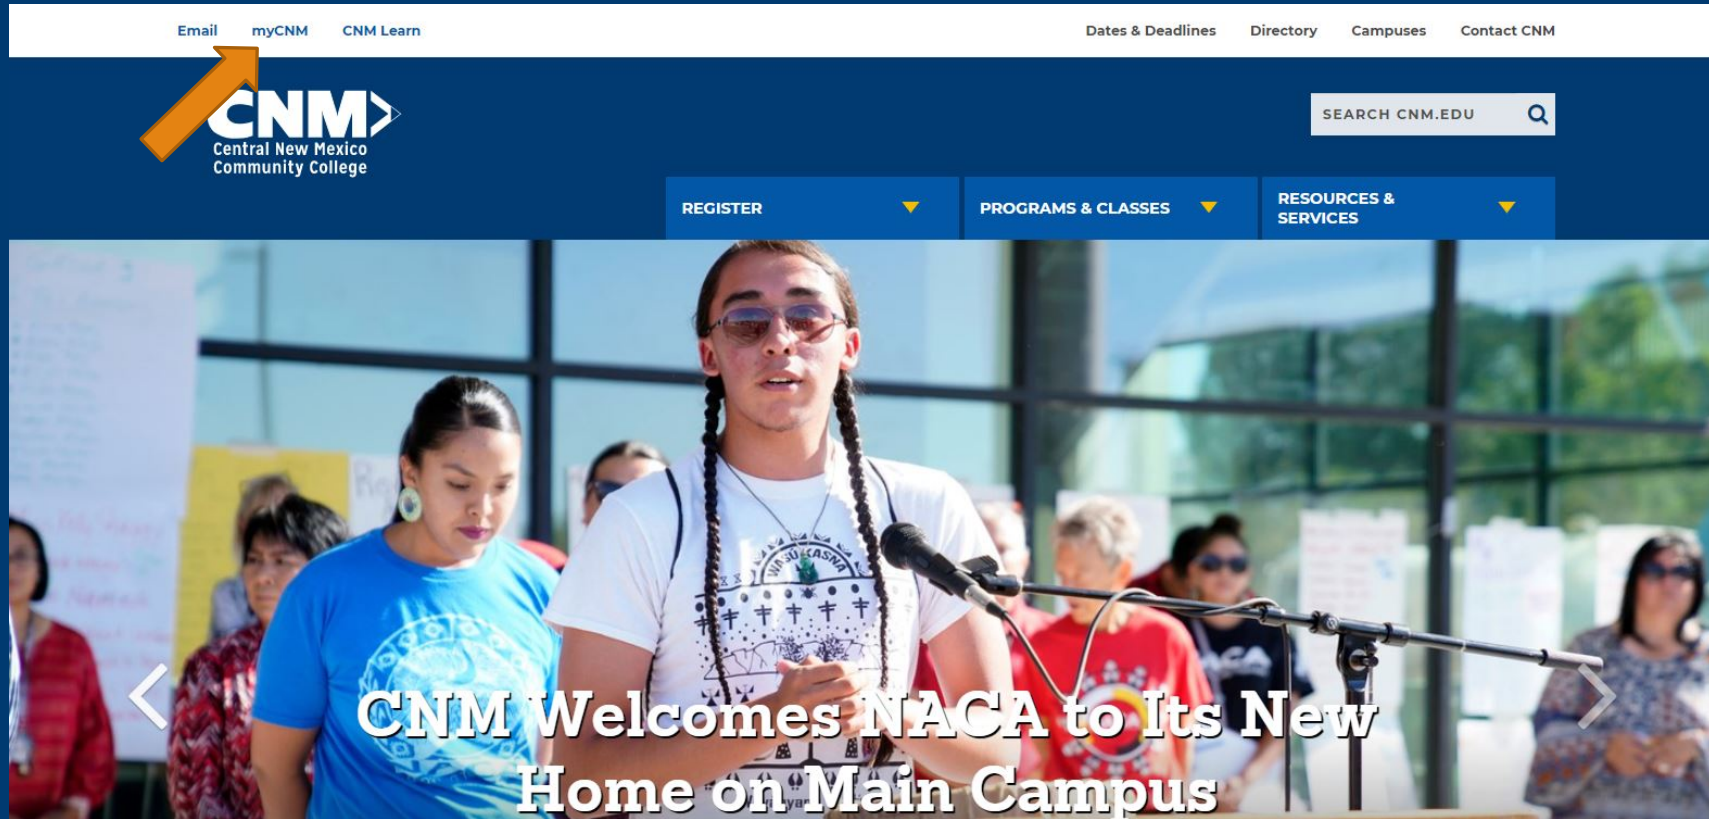 Email myCNM CNM Learn
Dates & Deadlines Directory Campuses Contact CNM
CNM
Central New Mexico
Community College
SEARCH CNM.EDU
REGISTER
PROGRAMS & CLASSES
RESOURCES &
SERVICES
WASÚKASNA
CNM Welcomes NACA to Its New
Home on Main Campus